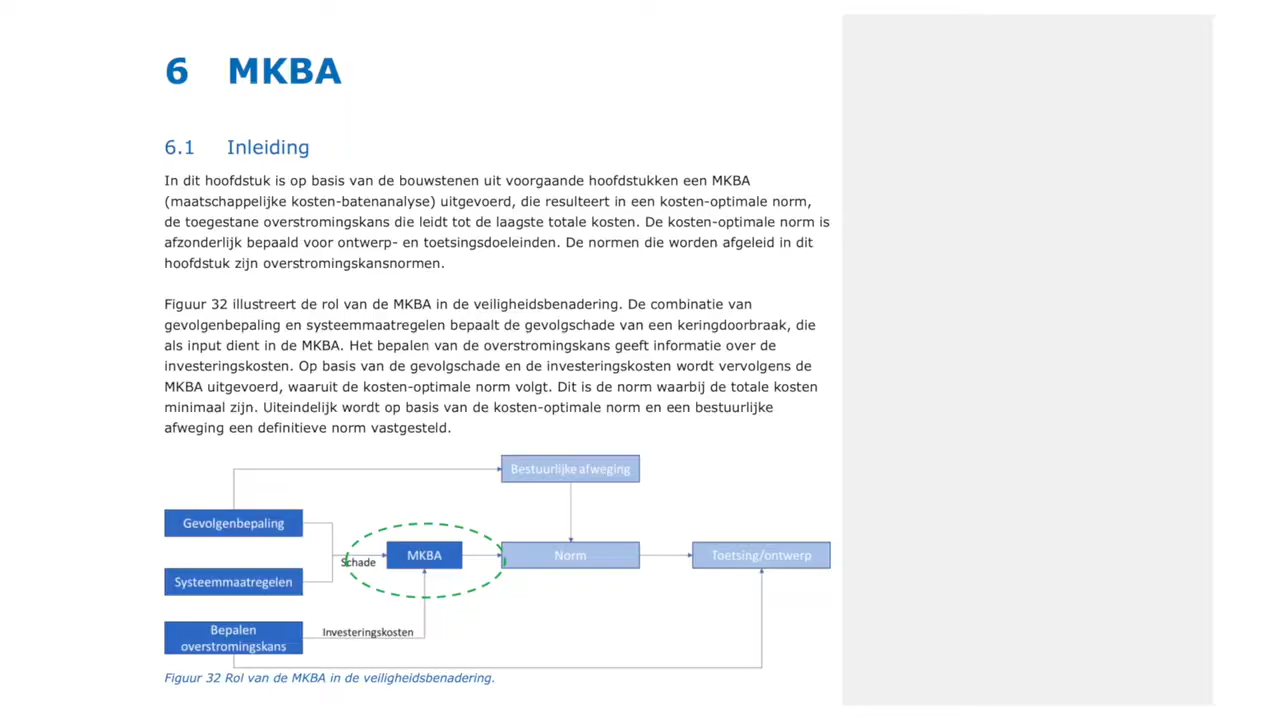 6 MKBA
6.1 Inleiding
In dit hoofdstuk is op basis van de bouwstenen uit voorgaande hoofdstukken een MKBA
(maatschappelijke kosten-batenanalyse) uitgevoerd, die resulteert in een kosten-optimale norm,
de toegestane overstromingskans die leidt tot de laagste totale kosten. De kosten-optimale norm is
afzonderlijk bepaald voor ontwerp- en toetsingsdoeleinden. De normen die worden afgeleid in dit
hoofdstuk zijn overstromingskansnormen.
Figuur 32 illustreert de rol van de MKBA in de veiligheidsbenadering. De combinatie van
gevolgenbepaling en systeemmaatregelen bepaalt de gevolgschade van een keringdoorbraak, die
als input dient in de MKBA. Het bepalen van de overstromingskans geeft informatie over de
investeringskosten. Op basis van de gevolgschade en de investeringskosten wordt vervolgens de
MKBA uitgevoerd, waaruit de kosten-optimale norm volgt. Dit is de norm waarbij de totale kosten
minimaal zijn. Uiteindelijk wordt op basis van de kosten-optimale norm en een bestuurlijke
afweging een definitieve norm vastgesteld.
Bestuurlijke afweging
Gevolgenbepaling
Schade
MKBA
Norm
Toetsing/ontwerp
Systeemmaatregelen
Bepalen
overstromingskans
Investeringskosten
Figuur 32 Rol van de MKBA in de veiligheidsbenadering.